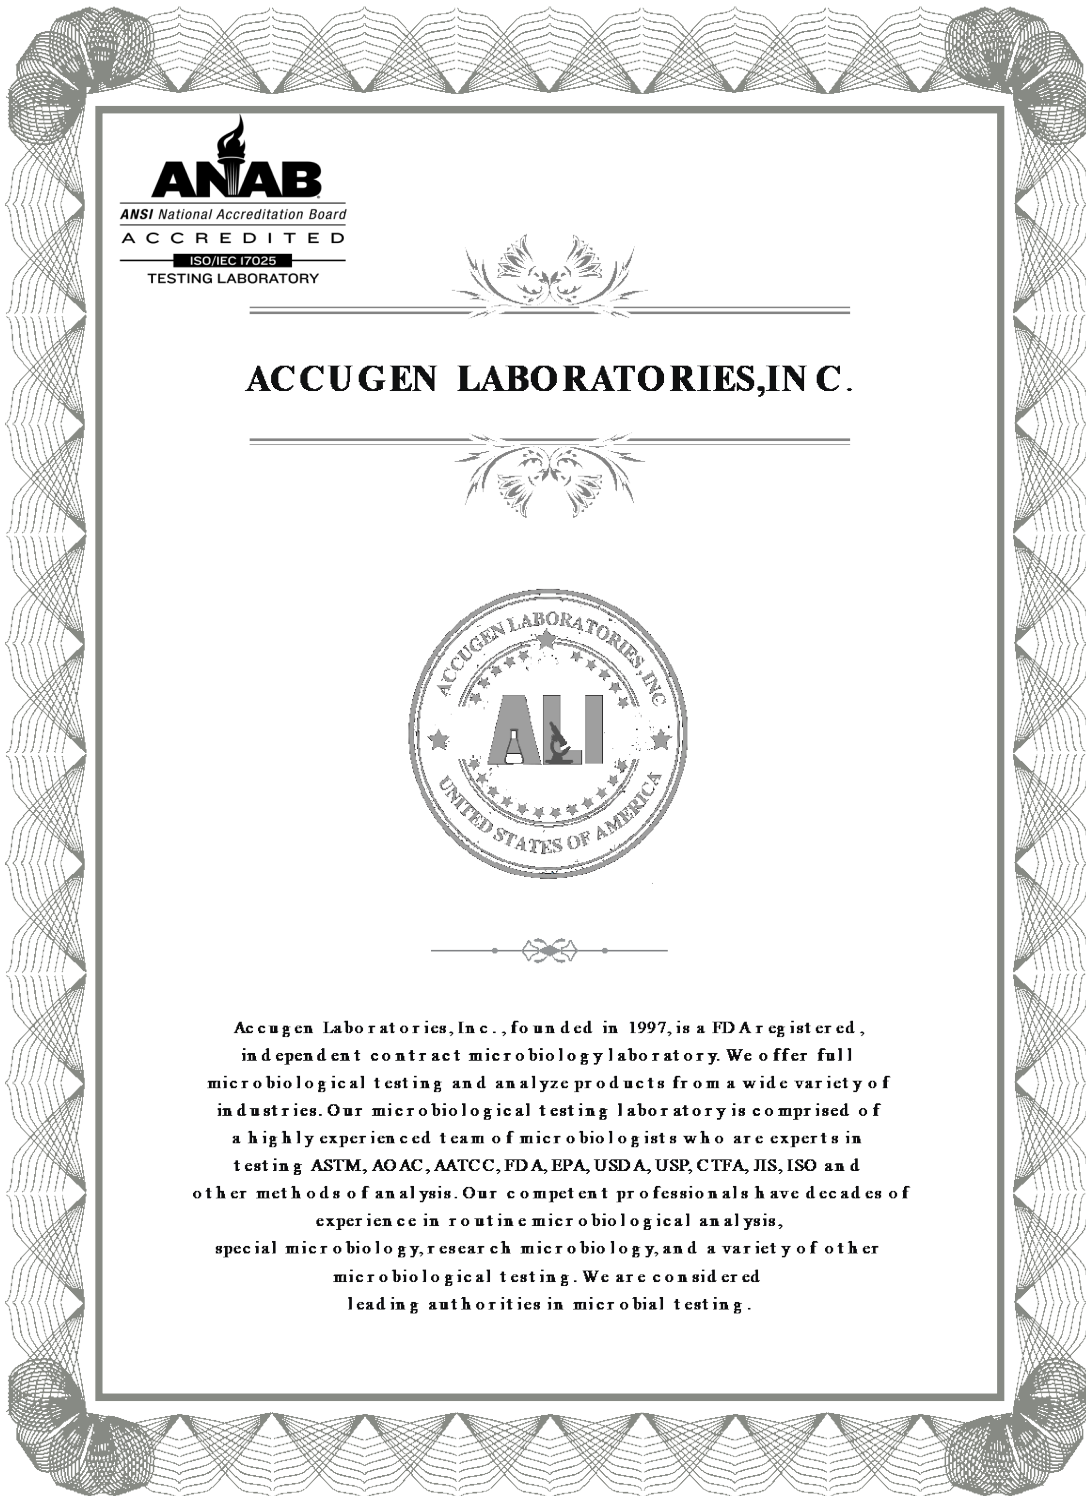 ANAB
ANSI National Accreditation Board
ACCREDITED
ISO/IEC 17025
TESTING LABORATORY
ACCUGEN LABORATORIES,INC.
ACCUGEN LABORATORIES, INC
ALI
UNITED STATES OF AMERICA
Accugen Laboratories, Inc., founded in 1997, is a FDA registered,
independent contract microbiology laboratory. We offer full
microbiological testing and analyze products from a wide variety of
industries. Our microbiological testing laboratory is comprised of
a highly experienced team of microbiologists who are experts in
testing ASTM, AOAC, AATCC, FDA, EPA, USDA, USP, CTFA, JIS, ISO and
other methods of analysis. Our competent professionals have decades of
experience in routine microbiological analysis,
special microbiology, research microbiology, and a variety of other
microbiological testing. We are considered
leading authorities in microbial testing.